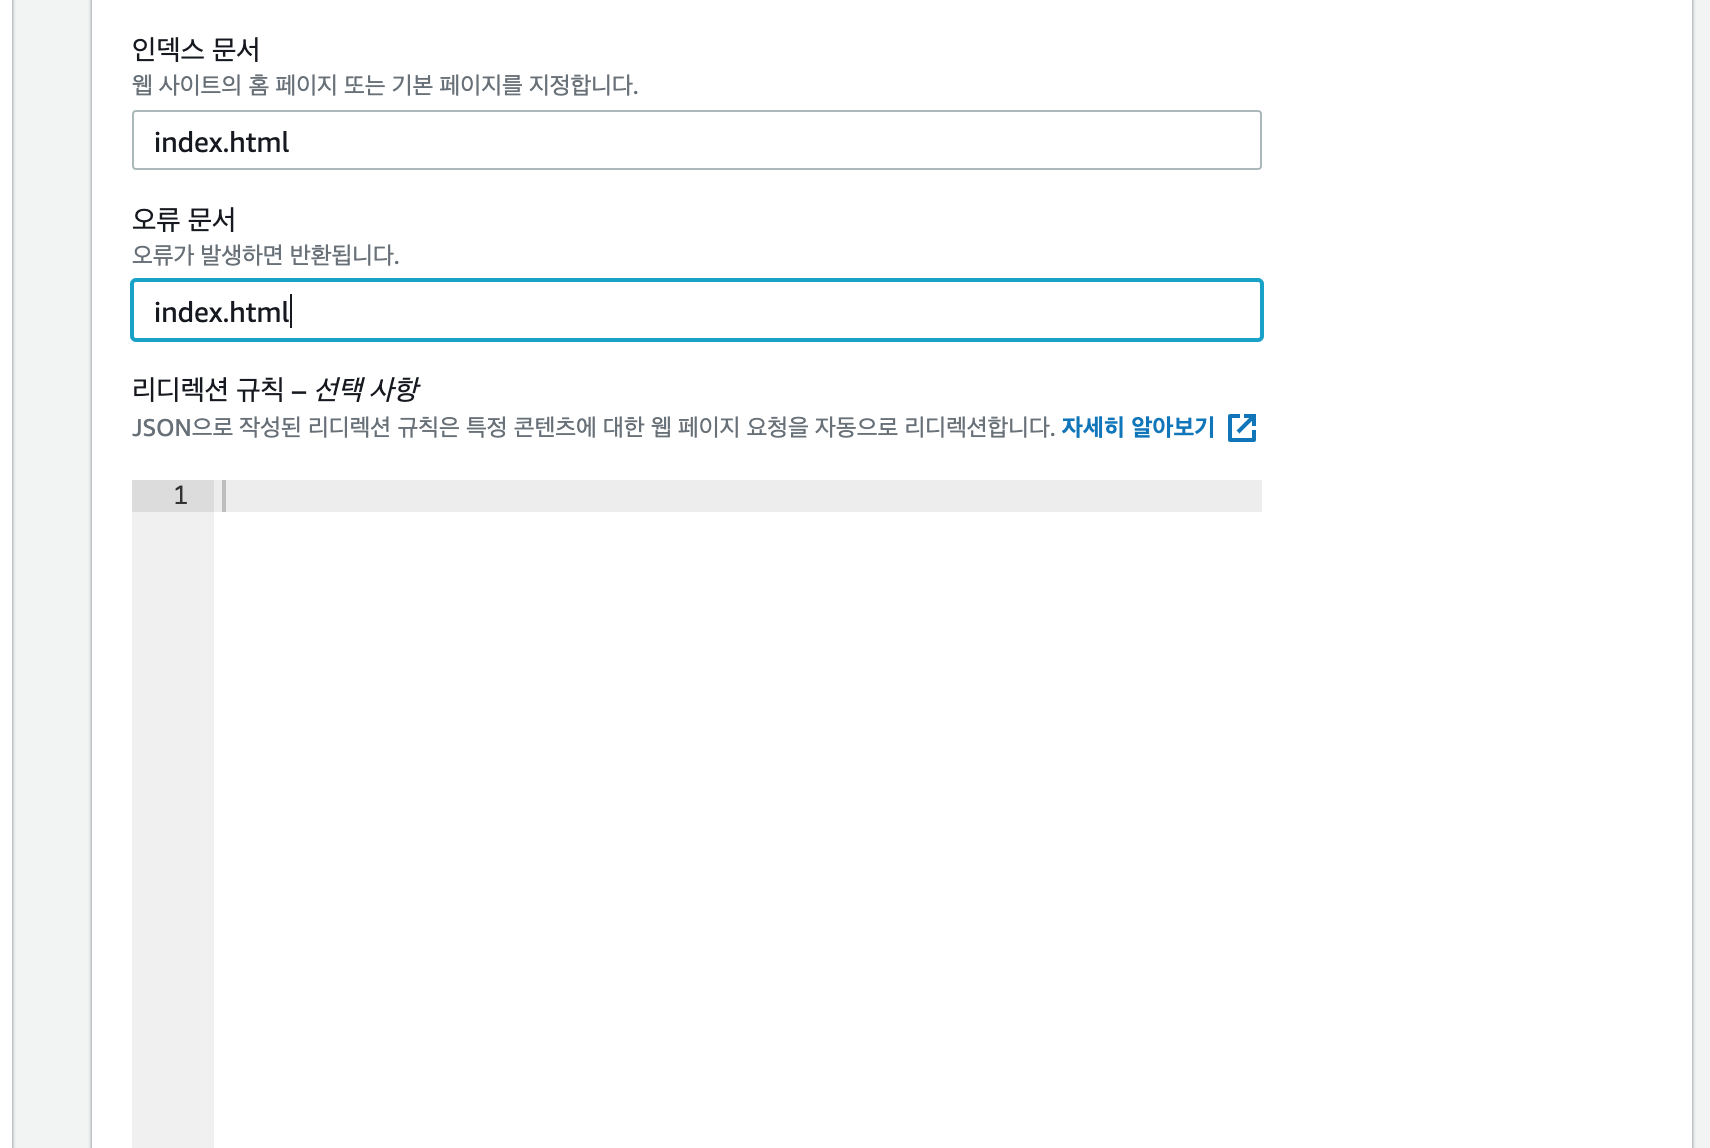 인덱스 문서
웹 사이트의 홈 페이지 또는 기본 페이지를 지정합니다.
index.html
오류 문서
오류가 발생하면 반환됩니다.
index.html
리디렉션 규칙 – 선택 사항
JSON으로 작성된 리디렉션 규칙은 특정 콘텐츠에 대한 웹 페이지 요청을 자동으로 리디렉션합니다. 자세히 알아보기
1